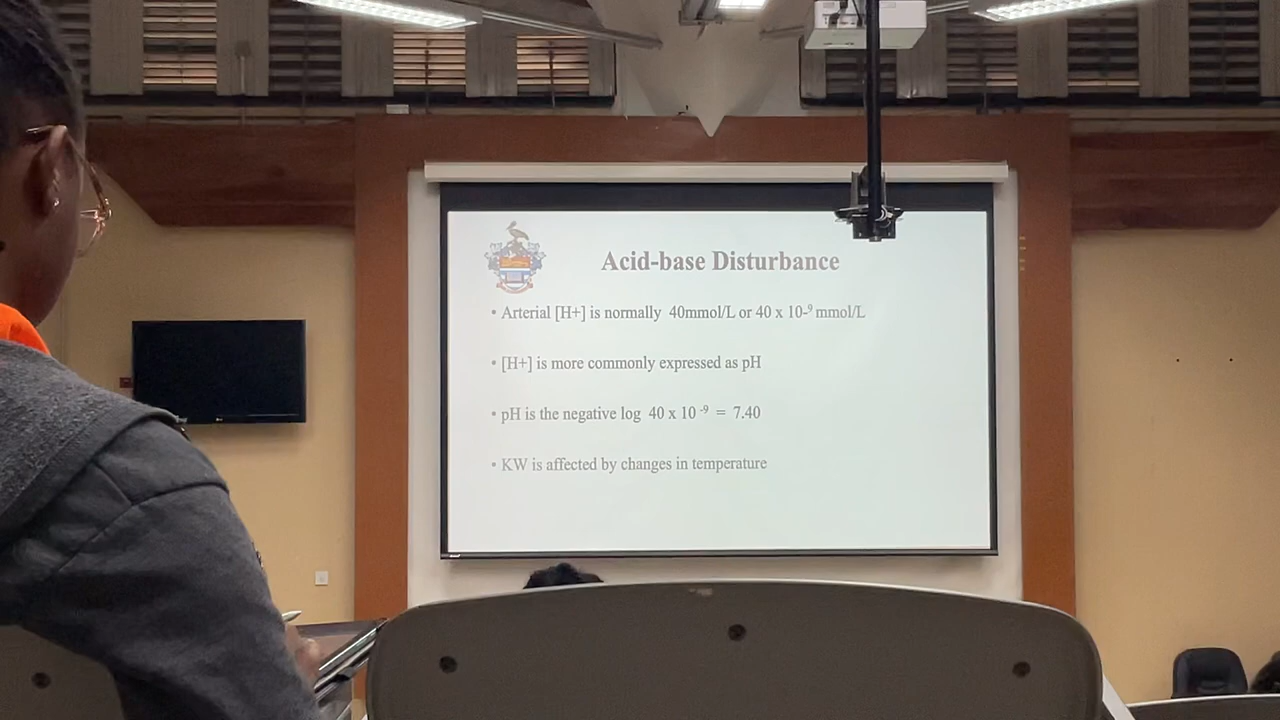 Acid-base Disturbance
• Arterial [H+] is normally 40mmol/L or 40 x 10-⁹ mmol/L
• [H+] is more commonly expressed as pH
• pH is the negative log 40 x 10 -⁹ = 7.40
• KW is affected by changes in temperature